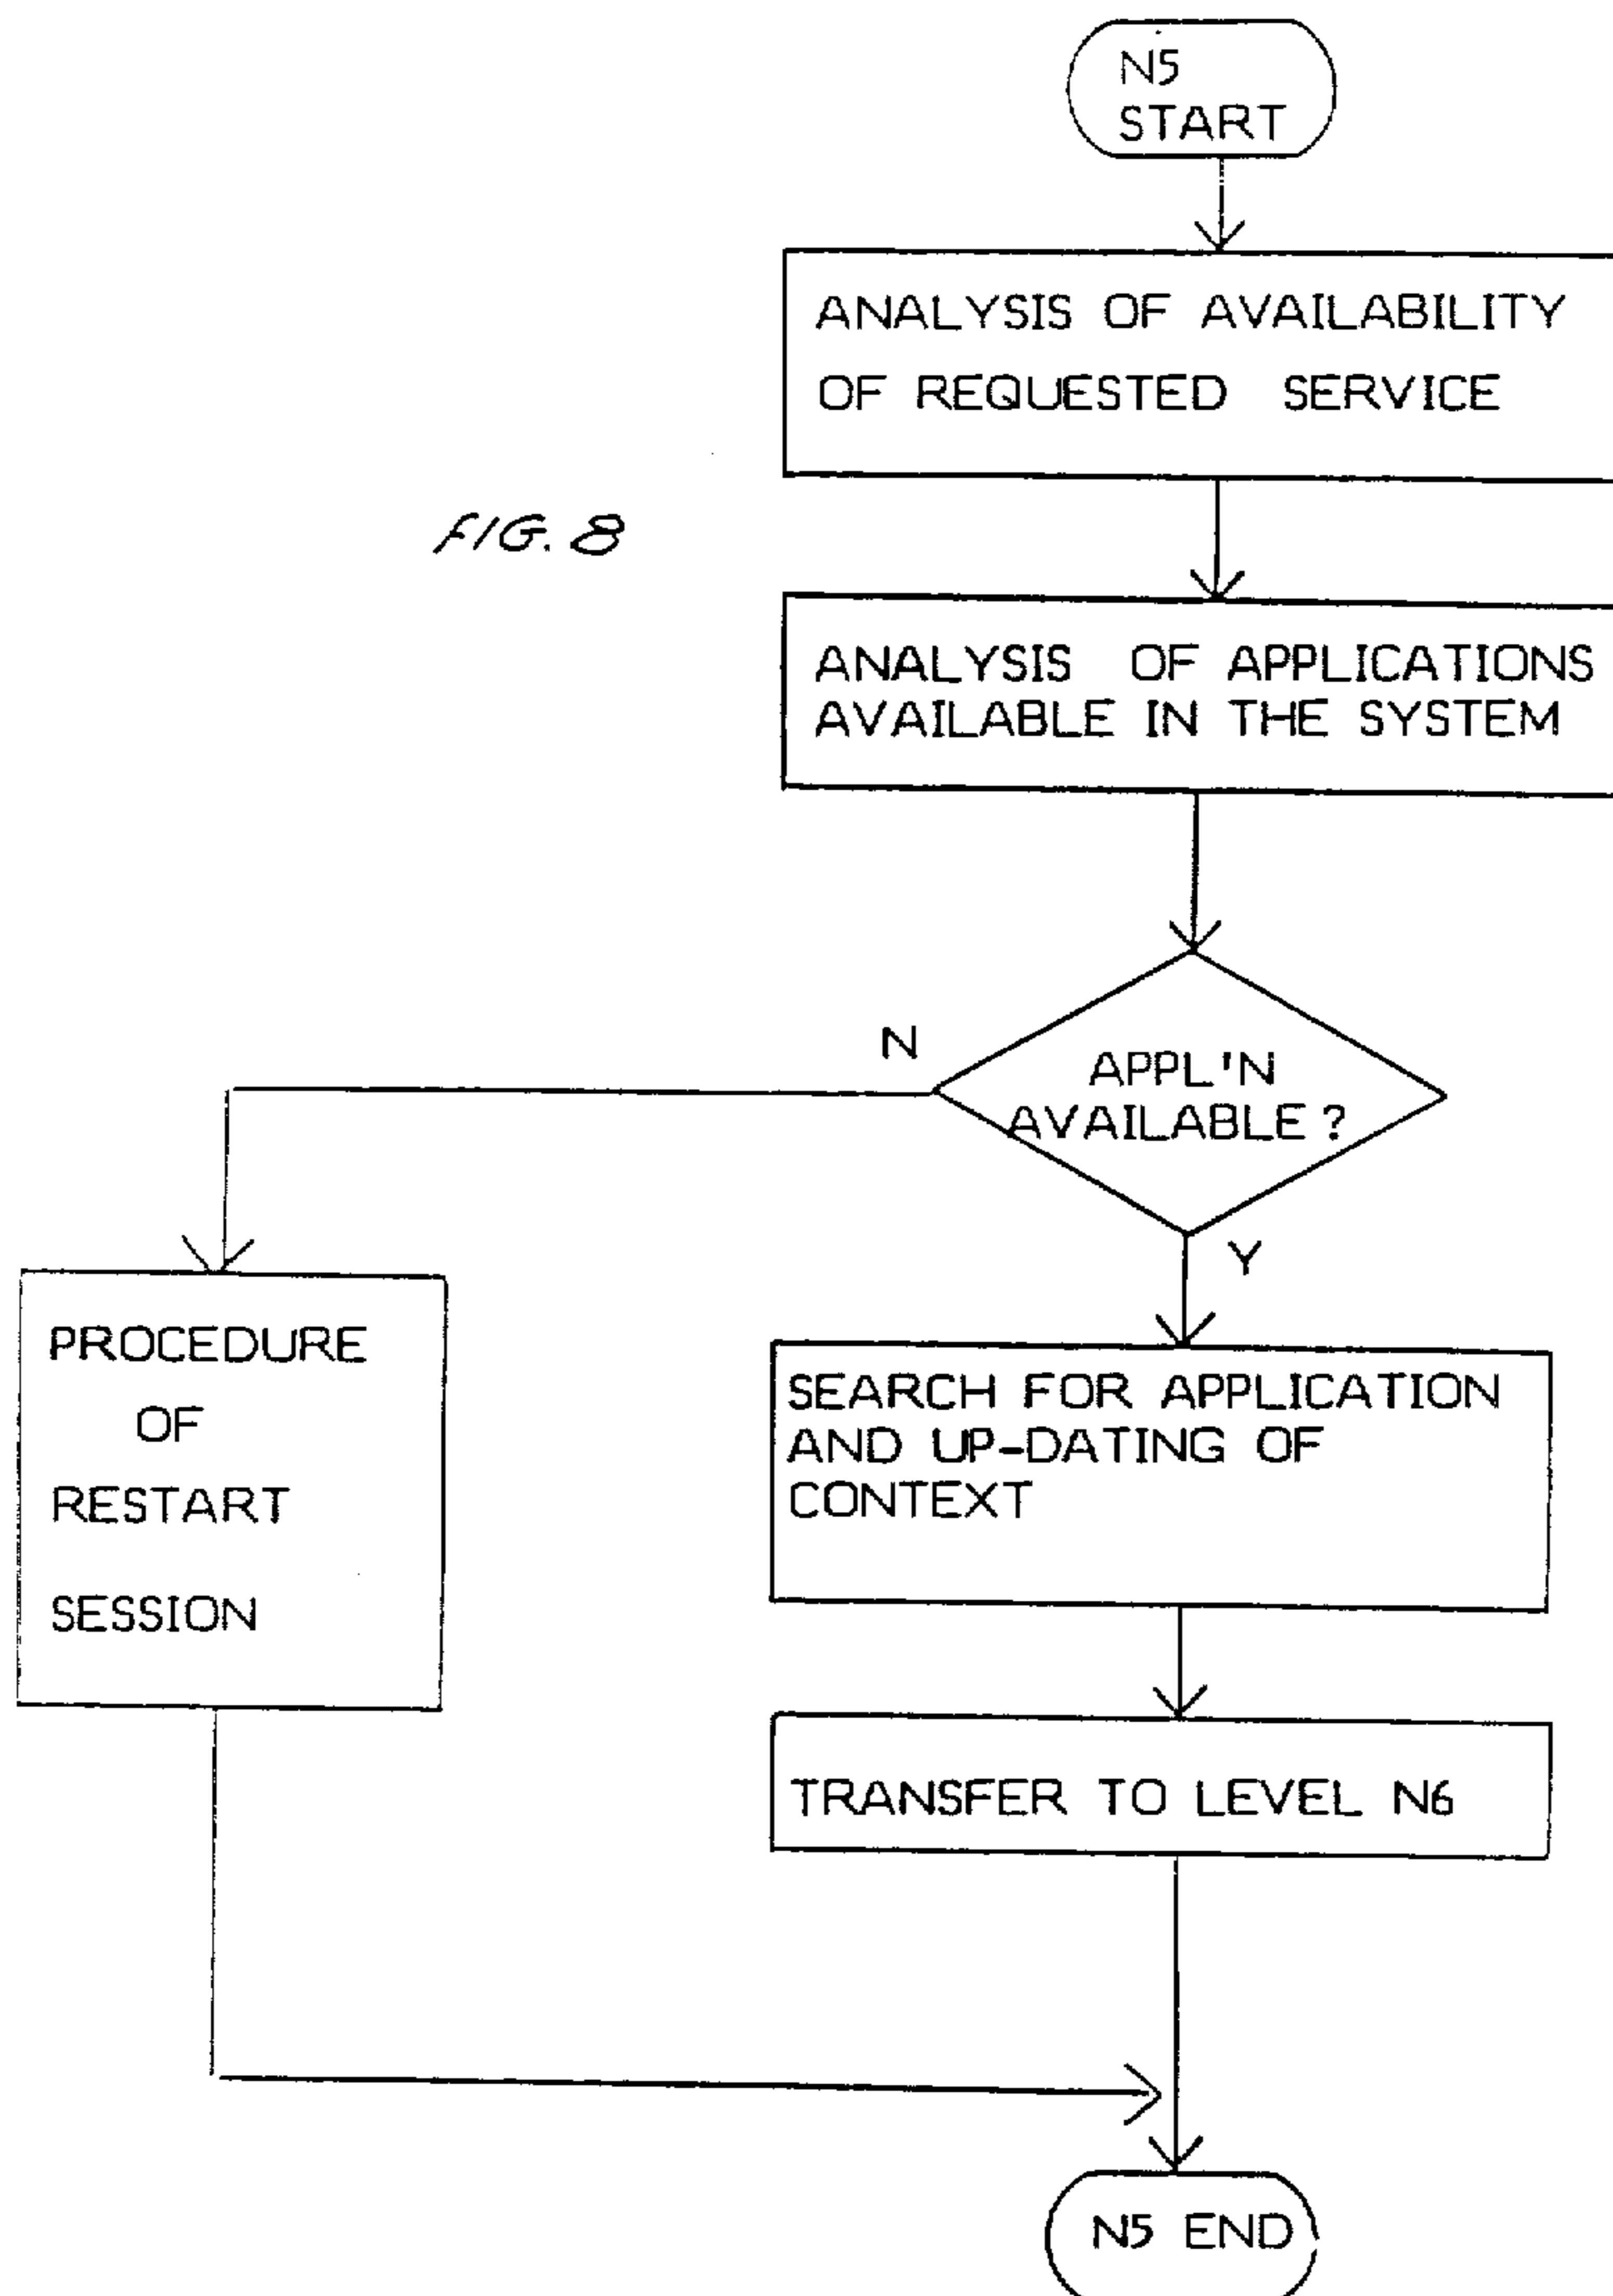 N5
START
ANALYSIS OF AVAILABILITY
OF REQUESTED SERVICE
FIG. 8
ANALYSIS OF APPLICATIONS
AVAILABLE IN THE SYSTEM
N
APPL'N
AVAILABLE ?
Y
PROCEDURE
OF
RESTART
SESSION
SEARCH FOR APPLICATION
AND UP-DATING OF
CONTEXT
TRANSFER TO LEVEL N6
N5 END